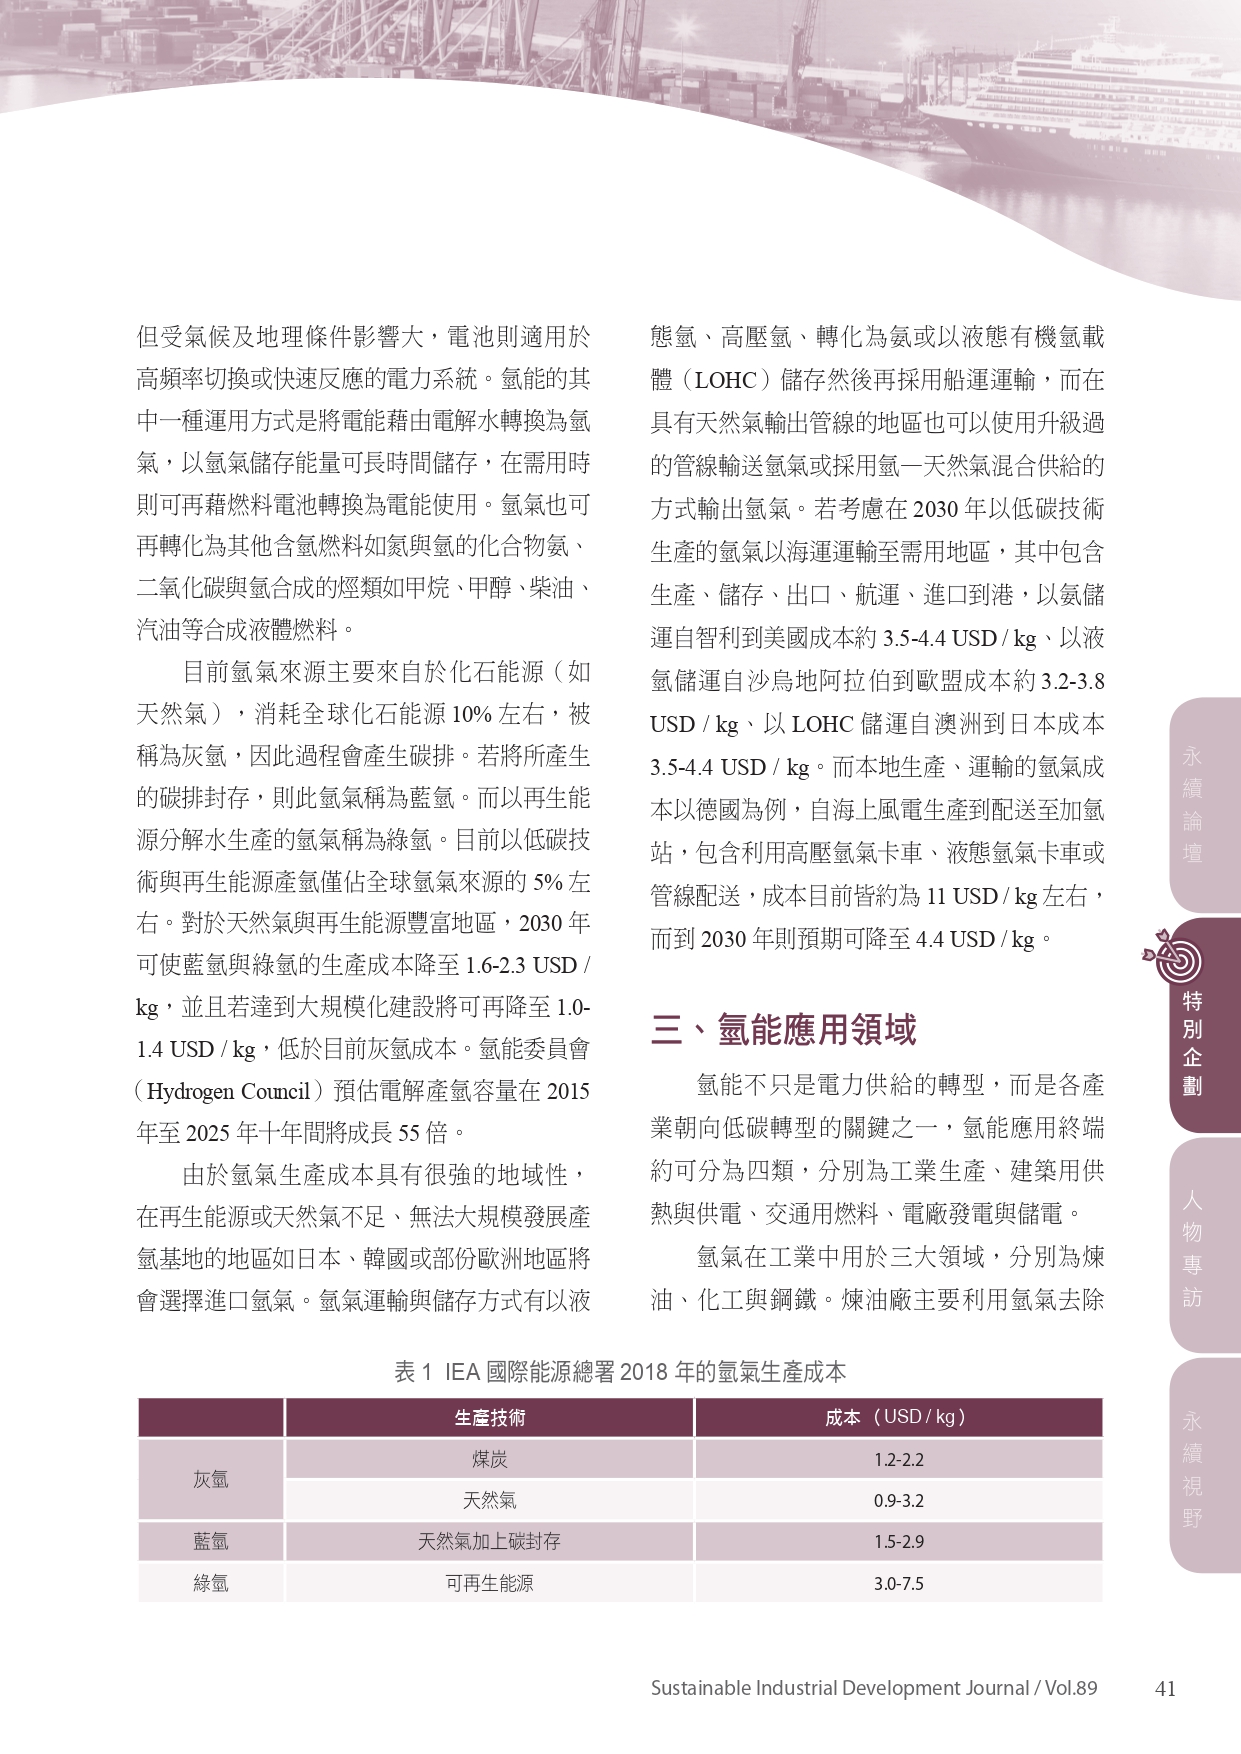 但受氣候及地理條件影響大，電池則適用於
高頻率切換或快速反應的電力系統。氫能的其
中一種運用方式是將電能藉由電解水轉換為氫
氣，以氫氣儲存能量可長時間儲存，在需用時
則可再藉燃料電池轉換為電能使用。氫氣也可
再轉化為其他含氫燃料如氮與氫的化合物氨、
二氧化碳與氫合成的烴類如甲烷、甲醇、柴油、
汽油等合成液體燃料。
目前氫氣來源主要來自於化石能源（如
天然氣），消耗全球化石能源 10% 左右，被
稱為灰氫，因此過程會產生碳排。若將所產生
的碳排封存，則此氫氣稱為藍氫。而以再生能
源分解水生產的氫氣稱為綠氫。目前以低碳技
術與再生能源產氫僅佔全球氫氣來源的 5% 左
右。對於天然氣與再生能源豐富地區，2030 年
可使藍氫與綠氫的生產成本降至 1.6-2.3 USD /
kg，並且若達到大規模化建設將可再降至 1.0-
1.4 USD / kg，低於目前灰氫成本。氫能委員會
（Hydrogen Council）預估電解產氫容量在 2015
年至 2025 年十年間將成長 55 倍。
由於氫氣生產成本具有很強的地域性，
在再生能源或天然氣不足、無法大規模發展產
氫基地的地區如日本、韓國或部份歐洲地區將
會選擇進口氫氣。氫氣運輸與儲存方式有以液
態氫、高壓氫、轉化為氨或以液態有機氫載
體（LOHC）儲存然後再採用船運運輸，而在
具有天然氣輸出管線的地區也可以使用升級過
的管線輸送氫氣或採用氫—天然氣混合供給的
方式輸出氫氣。若考慮在 2030 年以低碳技術
生產的氫氣以海運運輸至需用地區，其中包含
生產、儲存、出口、航運、進口到港，以氨儲
運自智利到美國成本約 3.5-4.4 USD / kg、以液
氫儲運自沙烏地阿拉伯到歐盟成本約 3.2-3.8
USD / kg、以 LOHC 儲運自澳洲到日本成本
3.5-4.4 USD / kg。而本地生產、運輸的氫氣成
本以德國為例，自海上風電生產到配送至加氫
站，包含利用高壓氫氣卡車、液態氫氣卡車或
管線配送，成本目前皆約為 11 USD / kg 左右，
而到 2030 年則預期可降至 4.4 USD / kg。
三、氫能應用領域
氫能不只是電力供給的轉型，而是各產
業朝向低碳轉型的關鍵之一，氫能應用終端
約可分為四類，分別為工業生產、建築用供
熱與供電、交通用燃料、電廠發電與儲電。
氫氣在工業中用於三大領域，分別為煉
油、化工與鋼鐵。煉油廠主要利用氫氣去除
表 1 IEA 國際能源總署 2018 年的氫氣生產成本
生產技術 成本（USD / kg）
灰氫 煤炭 1.2-2.2
天然氣 0.9-3.2
藍氫 天然氣加上碳封存 1.5-2.9
綠氫 可再生能源 3.0-7.5
永續論壇
特別企劃
人物專訪
永續視野
Sustainable Industrial Development Journal / Vol.89 41